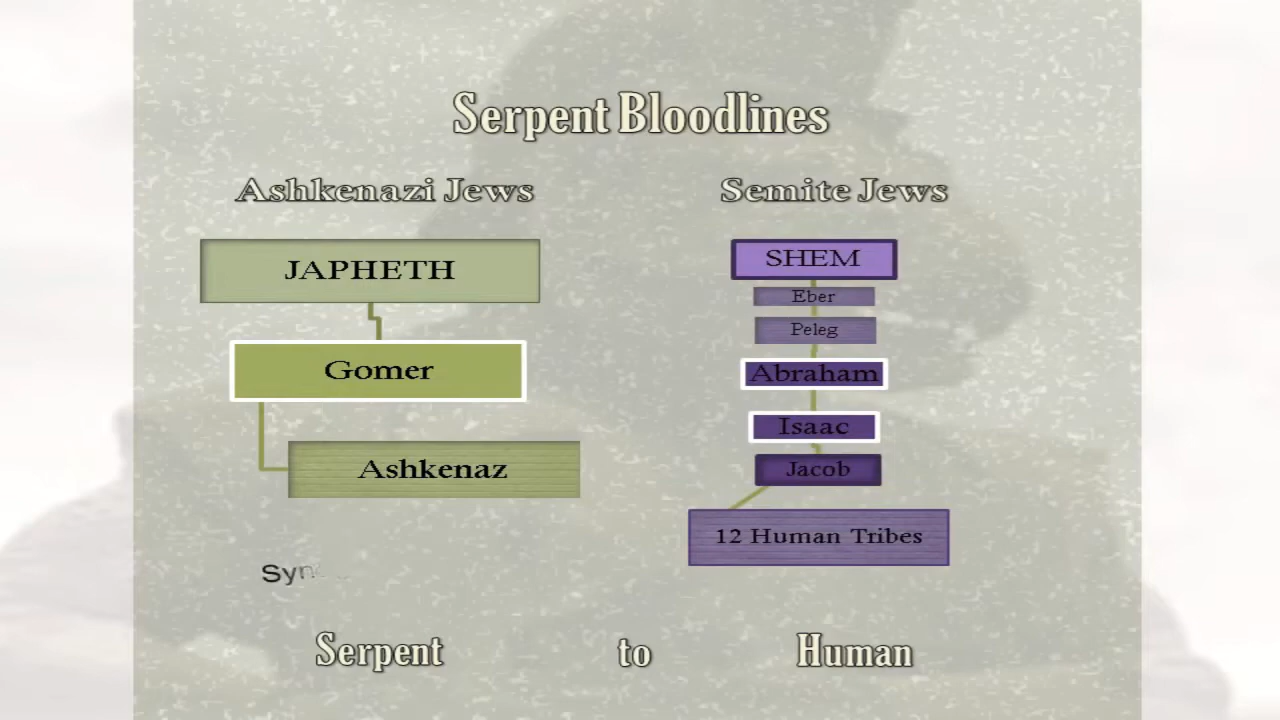 Serpent Bloodlines
Ashkenazi Jews
JAPHETH
Gomer
Ashkenaz
Semite Jews
SHEM
Eber
Peleg
Abraham
Isaac
Jacob
12 Human Tribes
Serpent to Human